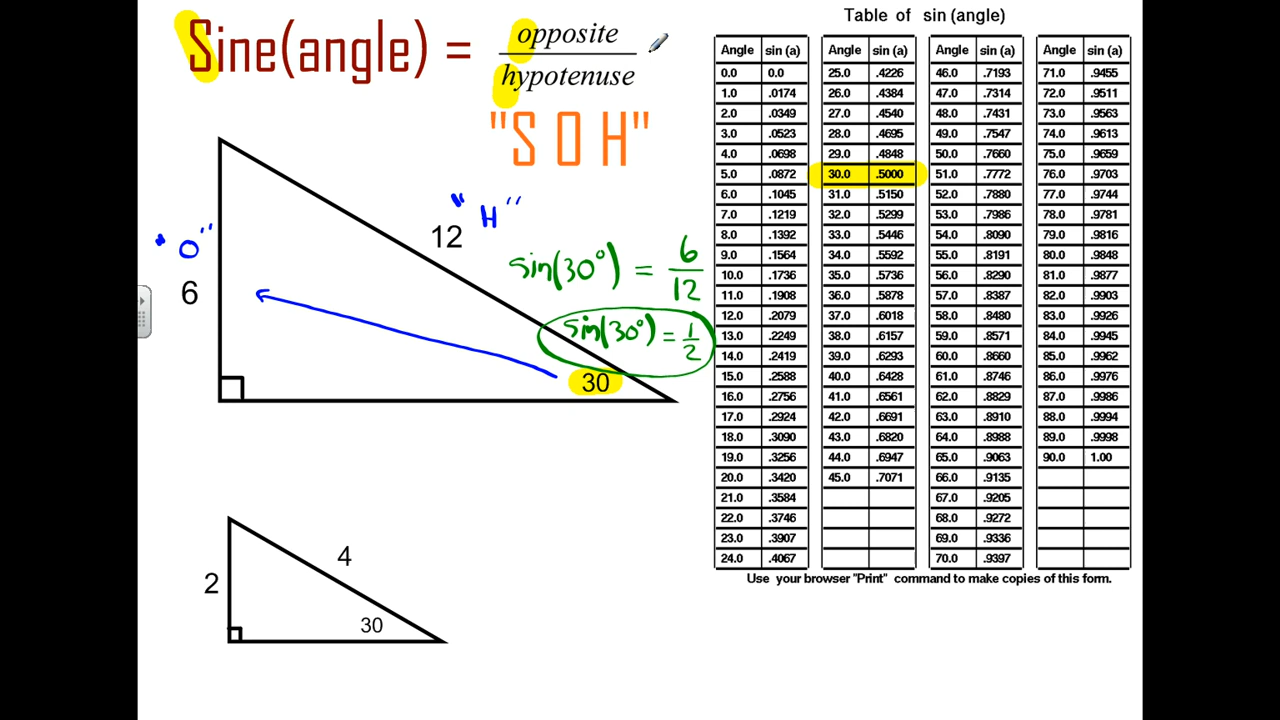 Sine(angle) = opposite
hypotenuse
"S O H"
12 "H"
"O"
6
sin(30°) = 6
12
sin(30°) = 1
2
30
2
4
30
Table of sin (angle)
Angle sin (a) Angle sin (a) Angle sin (a) Angle sin (a)
0.0 0.0 25.0 .4226 46.0 .7193 71.0 .9455
1.0 .0174 26.0 .4384 47.0 .7314 72.0 .9511
2.0 .0349 27.0 .4540 48.0 .7431 73.0 .9563
3.0 .0523 28.0 .4695 49.0 .7547 74.0 .9613
4.0 .0698 29.0 .4848 50.0 .7660 75.0 .9659
5.0 .0872 30.0 .5000 51.0 .7772 76.0 .9703
6.0 .1045 31.0 .5150 52.0 .7880 77.0 .9744
7.0 .1219 32.0 .5299 53.0 .7986 78.0 .9781
8.0 .1392 33.0 .5446 54.0 .8090 79.0 .9816
9.0 .1564 34.0 .5592 55.0 .8191 80.0 .9848
10.0 .1736 35.0 .5736 56.0 .8290 81.0 .9877
11.0 .1908 36.0 .5878 57.0 .8387 82.0 .9903
12.0 .2079 37.0 .6018 58.0 .8480 83.0 .9926
13.0 .2249 38.0 .6157 59.0 .8571 84.0 .9945
14.0 .2419 39.0 .6293 60.0 .8660 85.0 .9962
15.0 .2588 40.0 .6428 61.0 .8746 86.0 .9976
16.0 .2756 41.0 .6561 62.0 .8829 87.0 .9986
17.0 .2924 42.0 .6691 63.0 .8910 88.0 .9994
18.0 .3090 43.0 .6820 64.0 .8988 89.0 .9998
19.0 .3256 44.0 .6947 65.0 .9063 90.0 1.00
20.0 .3420 45.0 .7071 66.0 .9135
21.0 .3584 67.0 .9205
22.0 .3746 68.0 .9272
23.0 .3907 69.0 .9336
24.0 .4067 70.0 .9397
Use your browser "Print" command to make copies of this form.